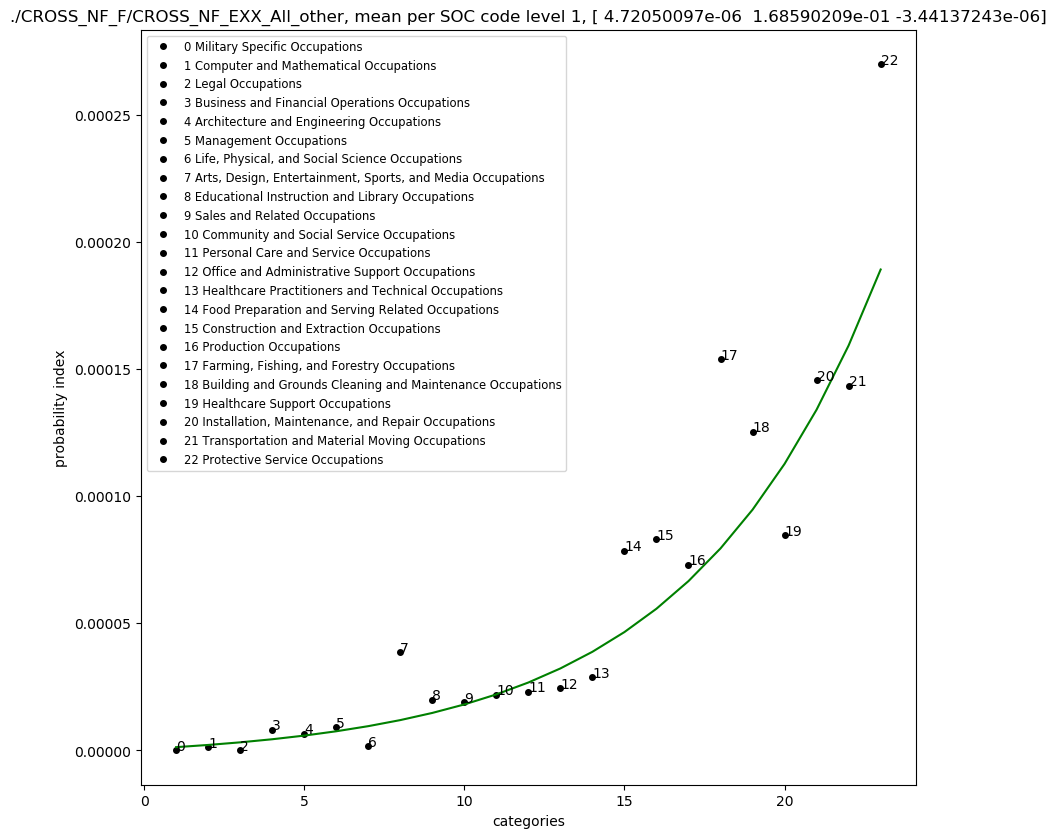 ./CROSS_NF_F/CROSS_NF_EXX_All_other, mean per SOC code level 1, [ 4.72050097e-06  1.68590209e-01 -3.44137243e-06]
0 Military Specific Occupations
1 Computer and Mathematical Occupations
2 Legal Occupations
3 Business and Financial Operations Occupations
4 Architecture and Engineering Occupations
5 Management Occupations
6 Life, Physical, and Social Science Occupations
7 Arts, Design, Entertainment, Sports, and Media Occupations
8 Educational Instruction and Library Occupations
9 Sales and Related Occupations
10 Community and Social Service Occupations
11 Personal Care and Service Occupations
12 Office and Administrative Support Occupations
13 Healthcare Practitioners and Technical Occupations
14 Food Preparation and Serving Related Occupations
15 Construction and Extraction Occupations
16 Production Occupations
17 Farming, Fishing, and Forestry Occupations
18 Building and Grounds Cleaning and Maintenance Occupations
19 Healthcare Support Occupations
20 Installation, Maintenance, and Repair Occupations
21 Transportation and Material Moving Occupations
22 Protective Service Occupations
probability index
0.00025
0.00020
0.00015
0.00010
0.00005
0.00000
0
1
2
3
4
5
6
7
8
9
10
11
12
13
14
15
16
17
18
19
20
21
22
0
5
10
15
20
categories